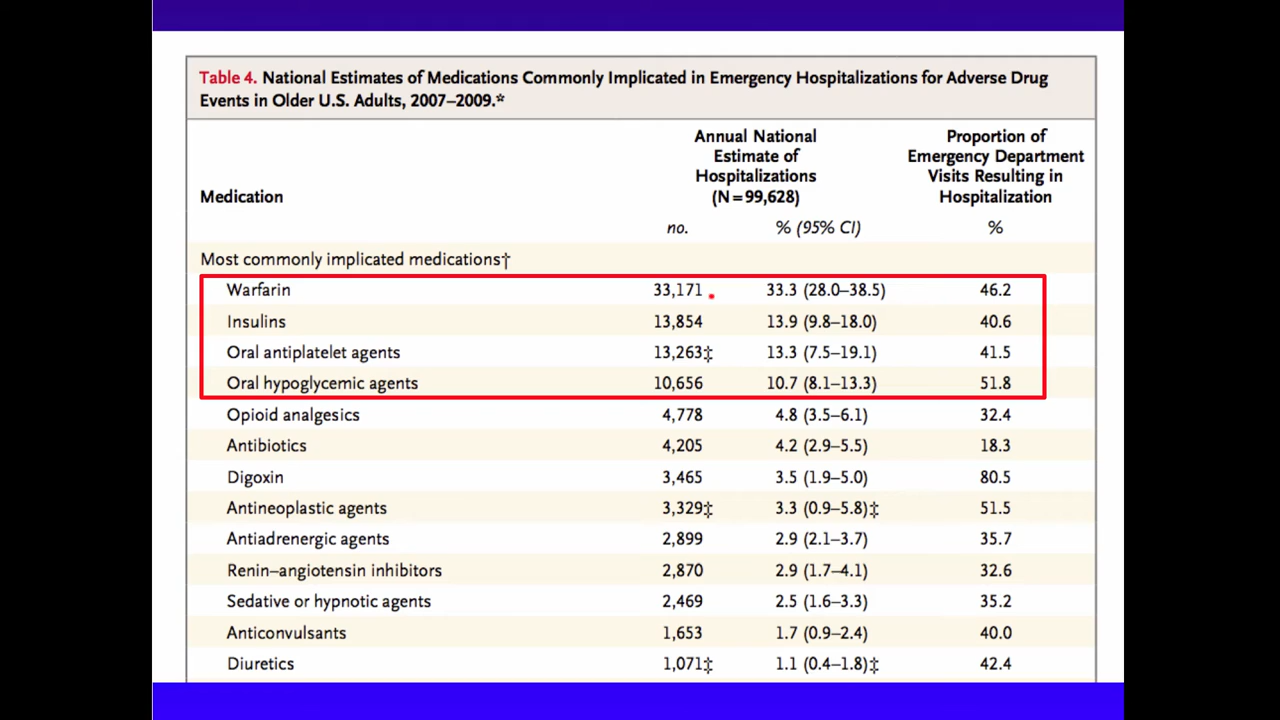 Table 4. National Estimates of Medications Commonly Implicated in Emergency Hospitalizations for Adverse Drug
Events in Older U.S. Adults, 2007–2009.*
Medication
Annual National
Estimate of
Hospitalizations
(N=99,628)
Proportion of
Emergency Department
Visits Resulting in
Hospitalization
no. % (95% CI) %
Most commonly implicated medications†
Warfarin 33,171 33.3 (28.0–38.5) 46.2
Insulins 13,854 13.9 (9.8–18.0) 40.6
Oral antiplatelet agents 13,263‡ 13.3 (7.5–19.1) 41.5
Oral hypoglycemic agents 10,656 10.7 (8.1–13.3) 51.8
Opioid analgesics 4,778 4.8 (3.5–6.1) 32.4
Antibiotics 4,205 4.2 (2.9–5.5) 18.3
Digoxin 3,465 3.5 (1.9–5.0) 80.5
Antineoplastic agents 3,329‡ 3.3 (0.9–5.8)‡ 51.5
Antiadrenergic agents 2,899 2.9 (2.1–3.7) 35.7
Renin–angiotensin inhibitors 2,870 2.9 (1.7–4.1) 32.6
Sedative or hypnotic agents 2,469 2.5 (1.6–3.3) 35.2
Anticonvulsants 1,653 1.7 (0.9–2.4) 40.0
Diuretics 1,071‡ 1.1 (0.4–1.8)‡ 42.4